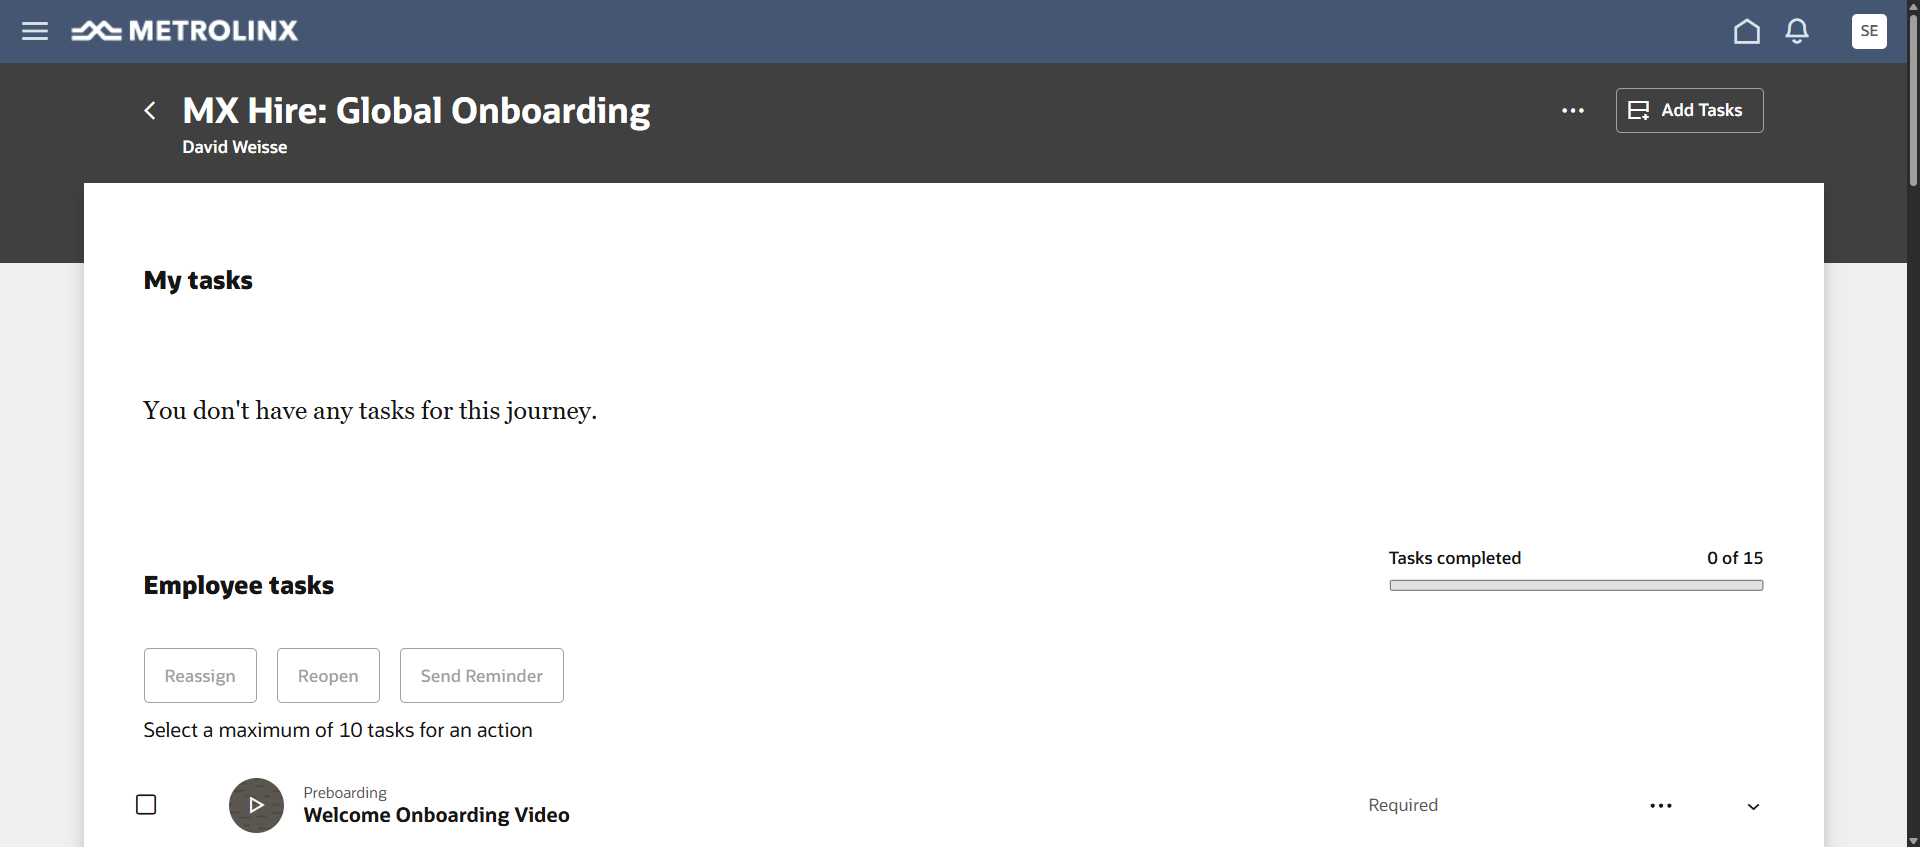 METROLINX
SE
MX Hire: Global Onboarding
David Weisse
Add Tasks
My tasks
You don't have any tasks for this journey.
Tasks completed 0 of 15
Employee tasks
Reassign Reopen Send Reminder
Select a maximum of 10 tasks for an action
Preboarding
Welcome Onboarding Video
Required